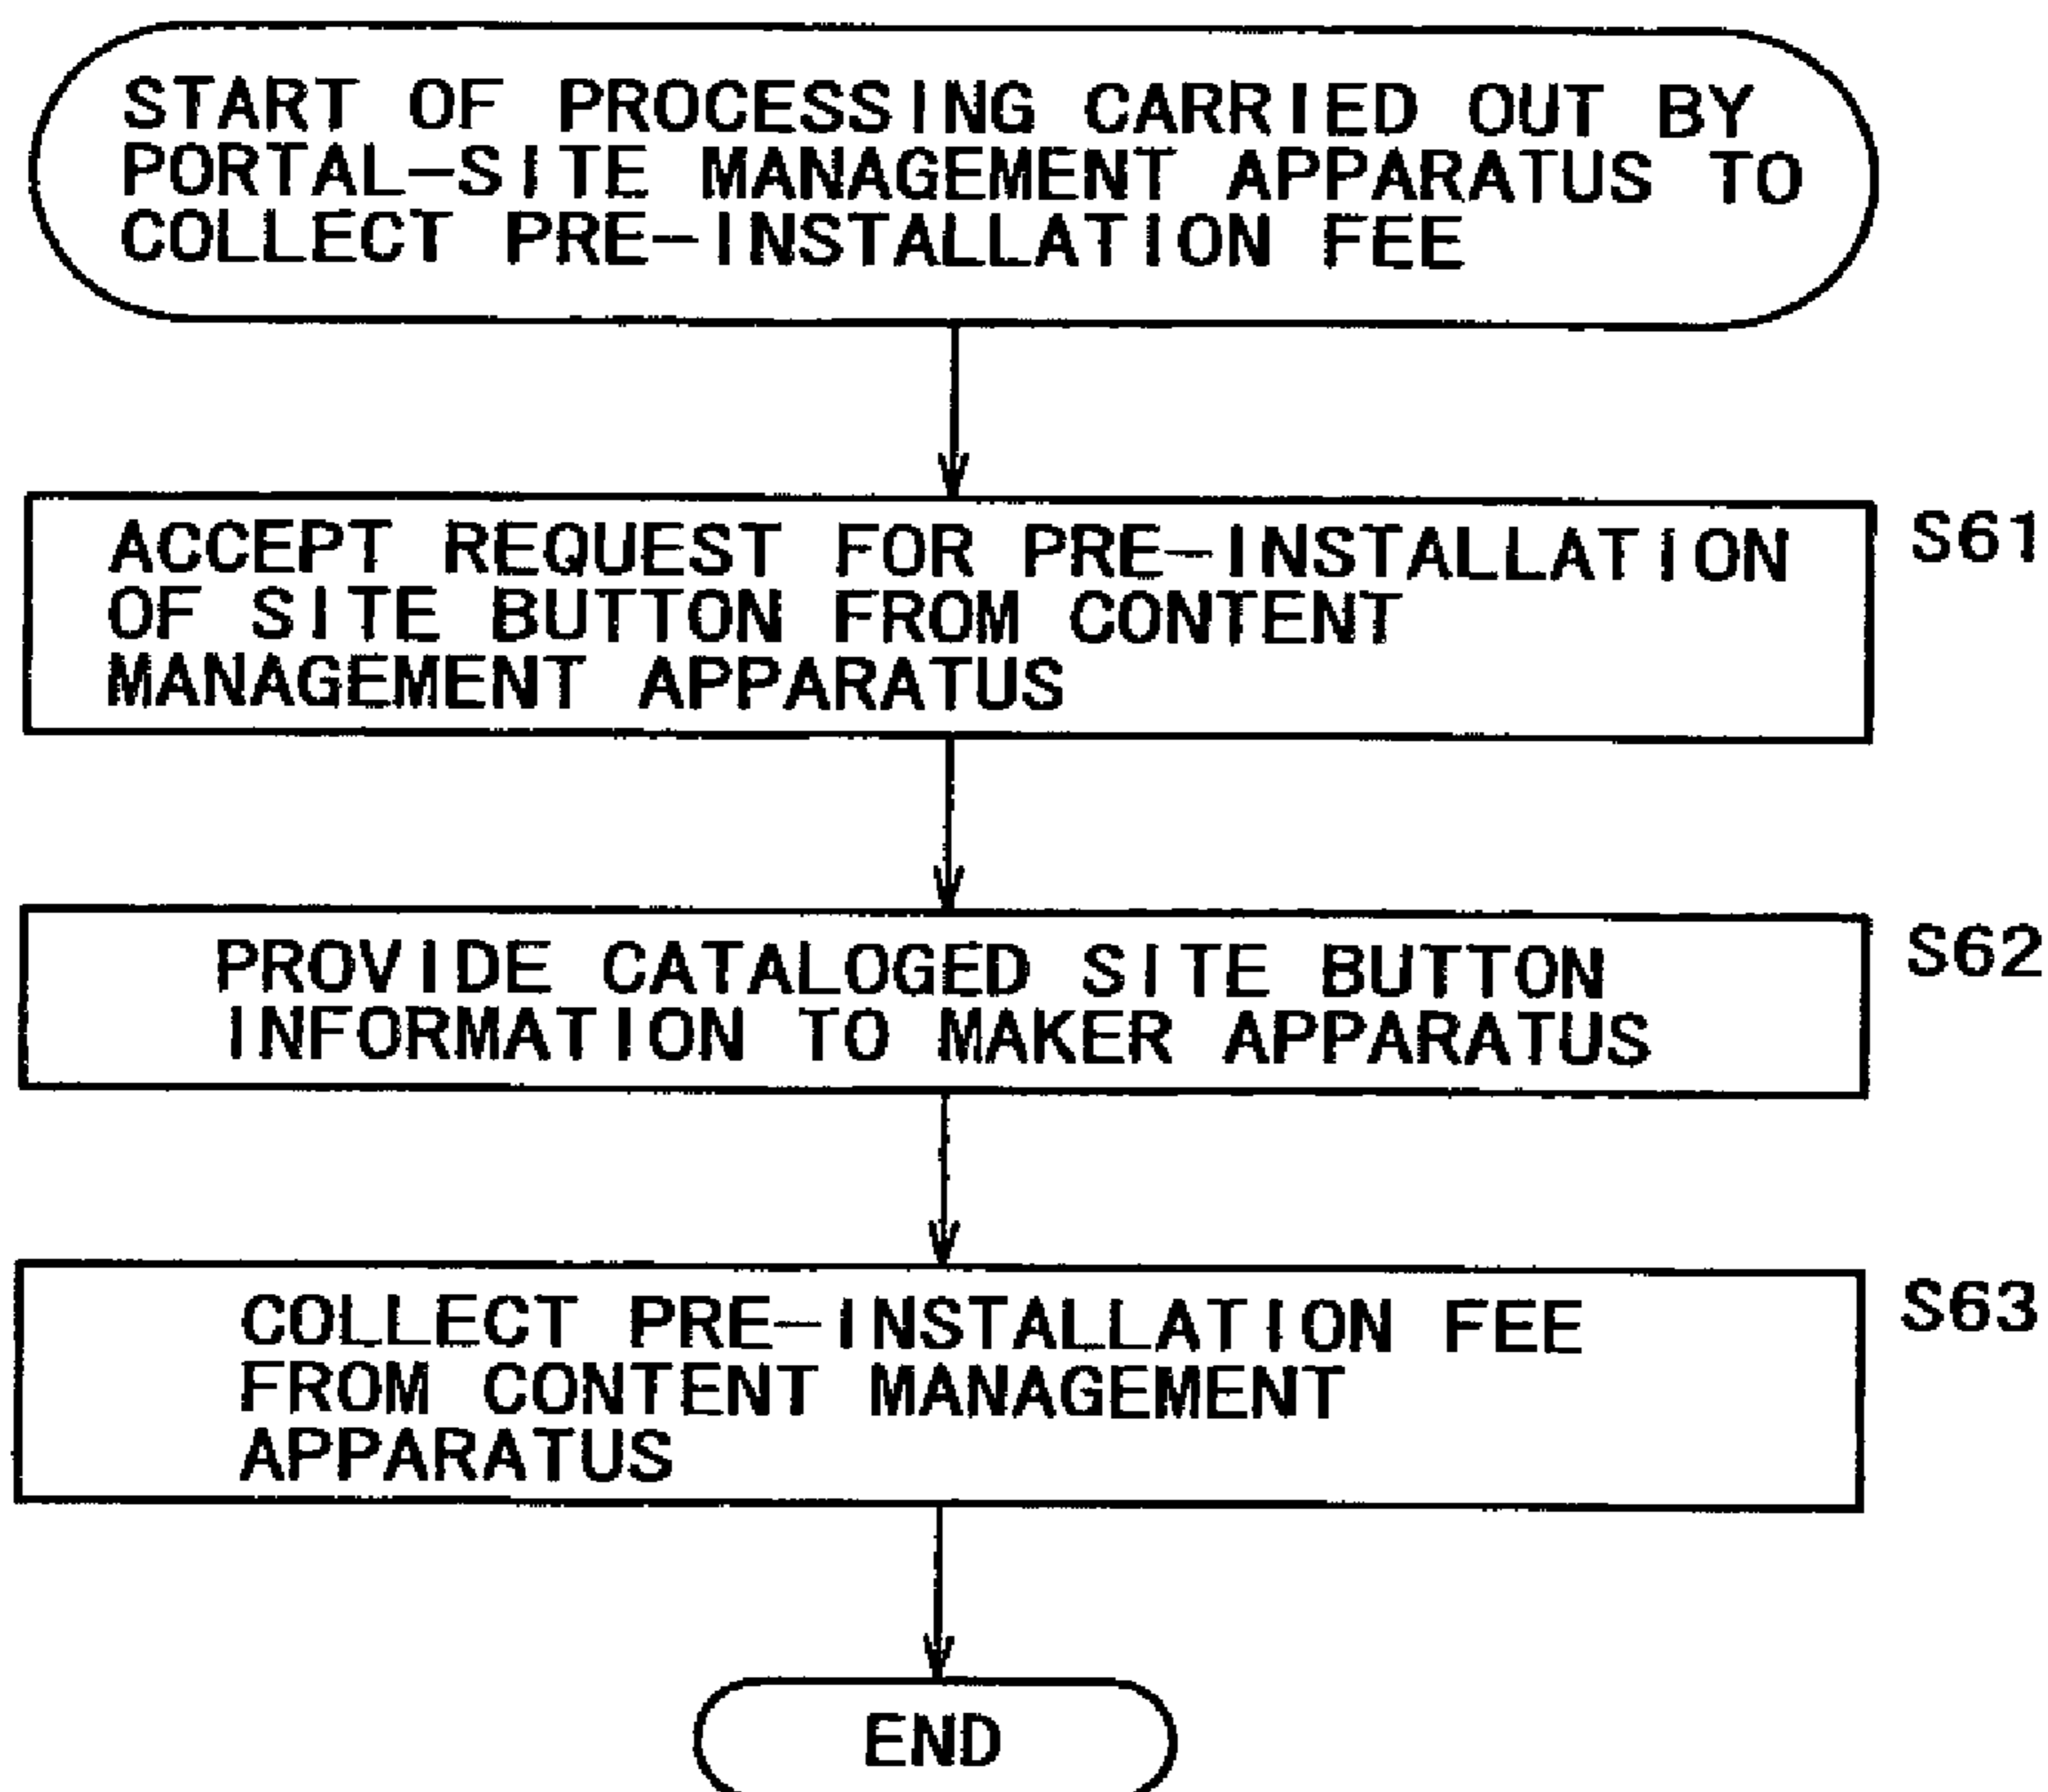 START OF PROCESSING CARRIED OUT BY
PORTAL-SITE MANAGEMENT APPARATUS TO
COLLECT PRE-INSTALLATION FEE
ACCEPT REQUEST FOR PRE-INSTALLATION
OF SITE BUTTON FROM CONTENT
MANAGEMENT APPARATUS
S61
PROVIDE CATALOGED SITE BUTTON
INFORMATION TO MAKER APPARATUS
S62
COLLECT PRE-INSTALLATION FEE
FROM CONTENT MANAGEMENT
APPARATUS
S63
END